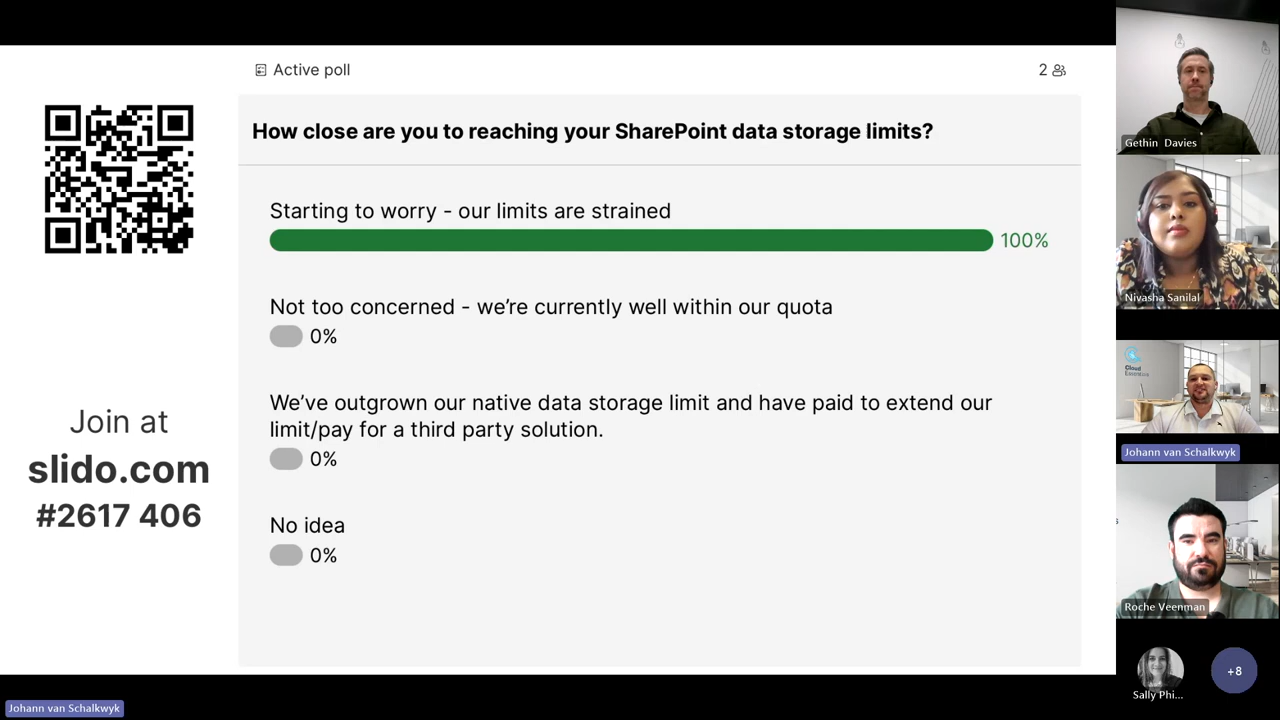 Active poll
2
How close are you to reaching your SharePoint data storage limits?
Starting to worry - our limits are strained
100%
Not too concerned - we’re currently well within our quota
0%
We’ve outgrown our native data storage limit and have paid to extend our
limit/pay for a third party solution.
0%
No idea
0%
Join at
slido.com
#2617 406
Gethin Davies
Nivasha Sanilal
Cloud
Essentials
Johann van Schalkwyk
Roche Veenman
Sally Phi...
+8
Johann van Schalkwyk